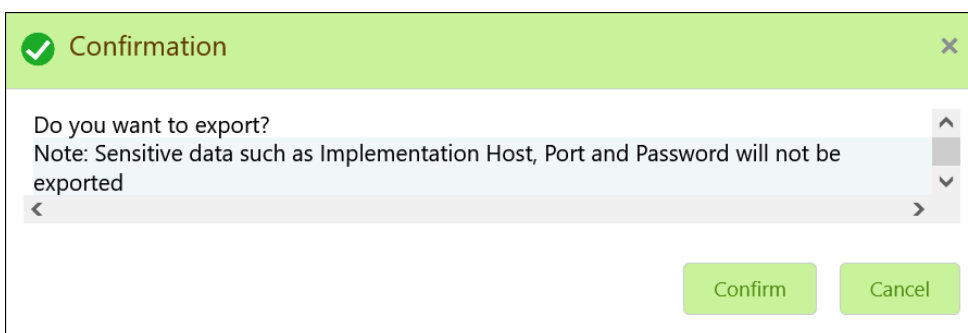 Confirmation
Do you want to export?
Note: Sensitive data such as Implementation Host, Port and Password will not be
exported
Confirm
Cancel